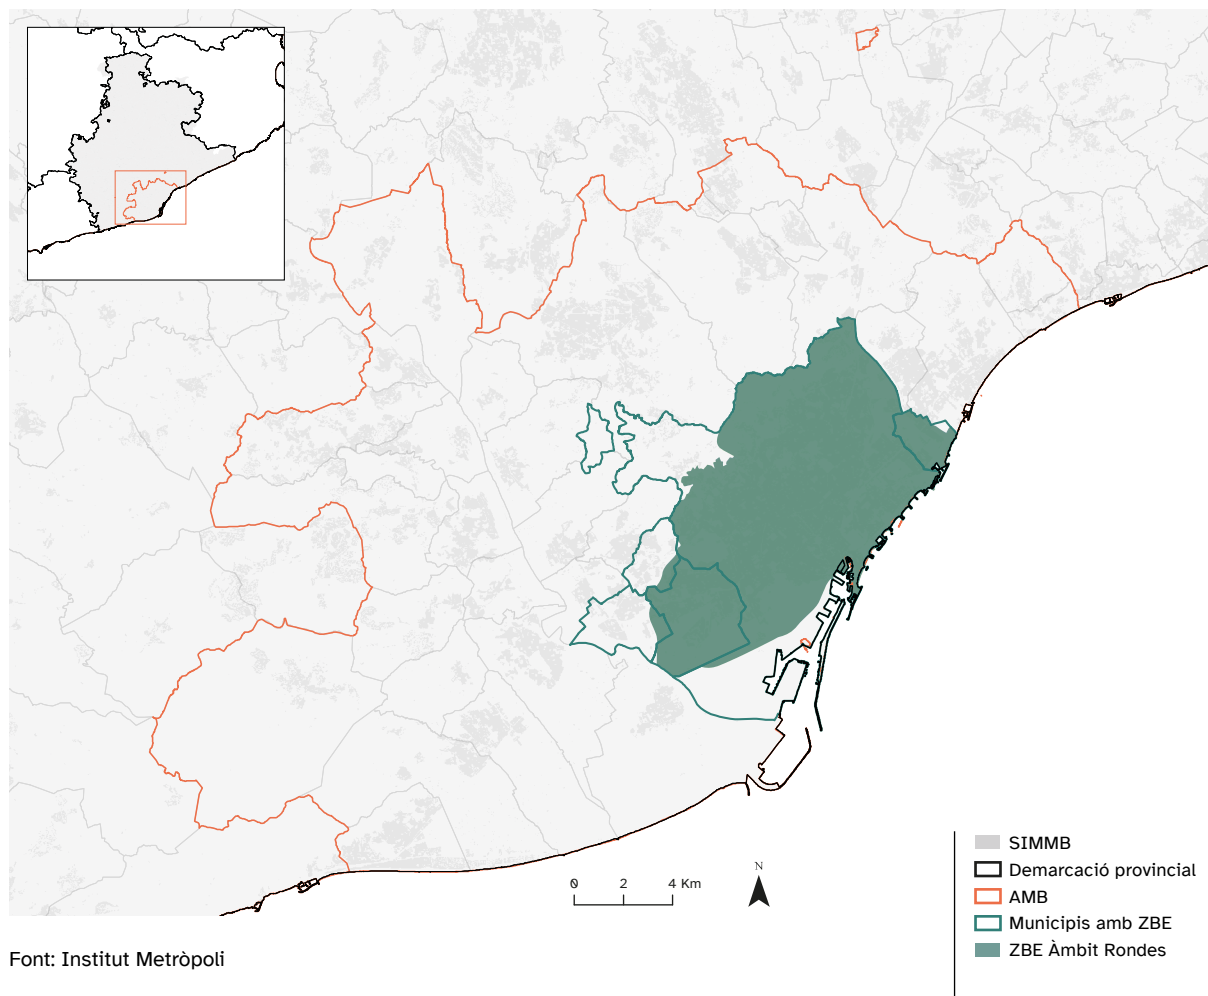 N
0 2 4 Km
SIMMB
Demarcació provincial
AMB
Municipis amb ZBE
ZBE Àmbit Rondes
Font: Institut Metròpoli